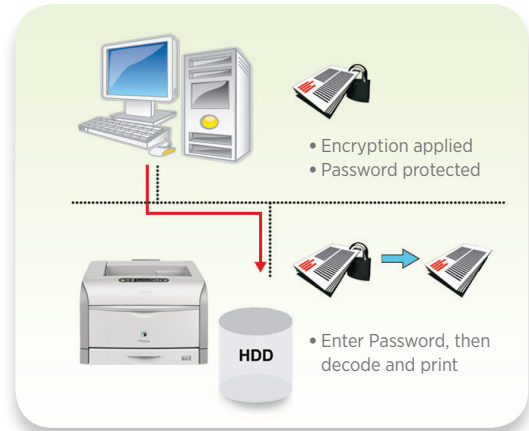 • Encryption applied
• Password protected
HDD
• Enter Password, then
decode and print